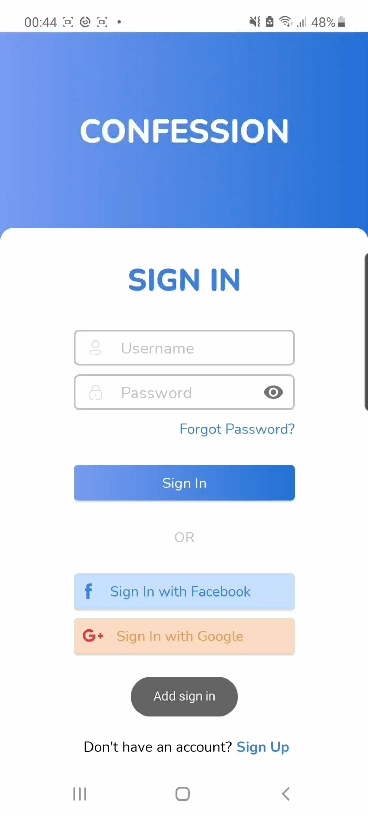 00:44 48%
CONFESSION
SIGN IN
Username
Password
Forgot Password?
Sign In
OR
f Sign In with Facebook
G+ Sign In with Google
Add sign in
Don't have an account? Sign Up